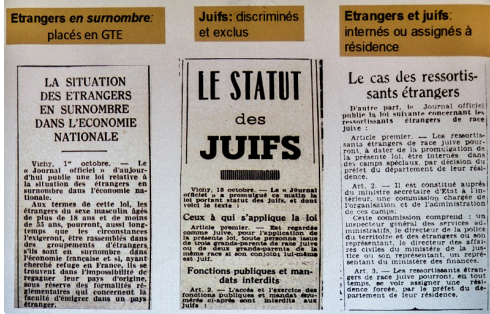 Etrangers en surnombre:
placés en GTE
LA SITUATION
DES ETRANGERS
EN SURNOMBRE
DANS L'ECONOMIE
NATIONALE
Vichy, 1er octobre. — Le
« Journal officiel » d'aujour-
d'hui publie une loi relative à
la situation des étrangers en
surnombre dans l'économie na-
tionale.
Aux termes de cette loi, les
étrangers du sexe masculin âgés
de plus de 18 ans et de moins
de 55 ans, pourront, aussi long-
temps que les circonstances
l'exigeront, être rassemblés dans
des groupements d'étrangers,
s'ils sont en surnombre dans
l'économie française et si, ayant
cherché refuge en France, ils se
trouvent dans l'impossibilité de
regagner leur pays d'origine,
sous réserve des formalités ré-
glementaires qui concernent la
faculté d'émigrer dans un pays
étranger.
Juifs: discriminés
et exclus
LE STATUT
des
JUIFS
Vichy, 18 octobre. — Le « Journal
officiel » a promulgué ce matin la
loi portant statut des juifs, et dont
voici le texte :
Ceux à qui s'applique la loi
Article premier. — Est regardé
comme juive, pour l'application de
la présente loi, toute personne issue
de trois grands-parents de race juive
ou de deux grands-parents de la
même race si son conjoint lui-même
est juif.
Fonctions publiques et man-
dats interdits
Art. 2. — L'accès et l'exercice des
fonctions publiques et mandats énu-
mérés ci-après sont interdits aux
juifs :
Etrangers et juifs:
internés ou assignés à
résidence
Le cas des ressortis-
sants étrangers
D'autre part, le Journal officiel
publie la loi suivante concernant les
ressortissants étrangers de race
juive :
Article premier. — Les ressortis-
sants étrangers de race juive pour-
ront, à dater de la promulgation de
la présente loi, être internés dans
des camps spéciaux, par décision du
préfet du département de leur rési-
dence.
Art. 2. — Il est constitué auprès
du ministre secrétaire d'Etat à l'in-
térieur, une commission chargée de
l'organisation et de l'administration
de ces camps.
Cette commission comprend : un
inspecteur général des services ad-
ministratifs, le directeur de la police
du territoire et des étrangers ou son
représentant, le directeur des affai-
res civiles du ministère de la jus-
tice ou son représentant, un repré-
sentant du ministère des finances.
Art. 3. — Les ressortissants étran-
gers de race juive pourront, en tout
temps, se voir assigner une rési-
dence forcée, par le préfet du dé-
partement de leur résidence.